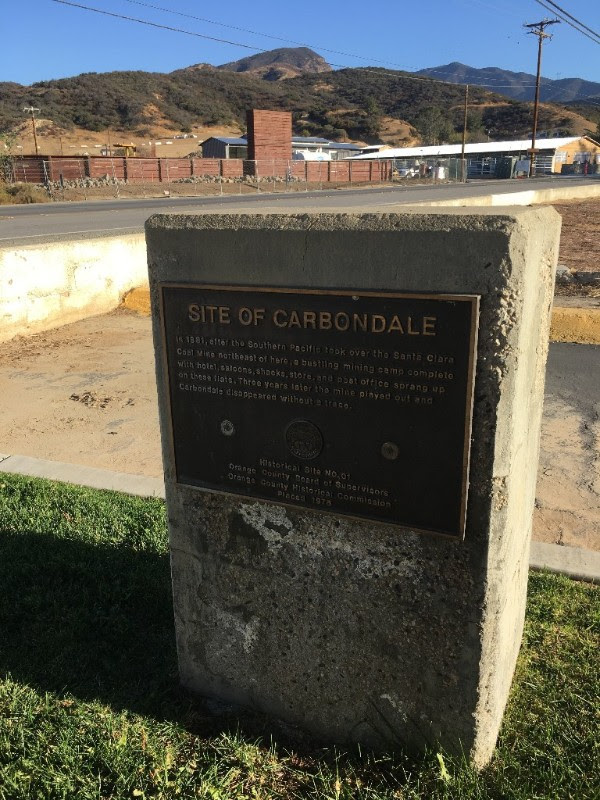 SITE OF CARBONDALE
In 1881, after the Southern Pacific took over the Santa Clara
Coal Mine northeast of here, a bustling mining camp complete
with hotel, saloons, shacks, store, and post office sprang up
on these flats. Three years later the mine played out and
Carbondale disappeared without a trace.
Historical Site NO.
Orange County Board of Supervisors
Orange County Historical Commission
Placed 1976